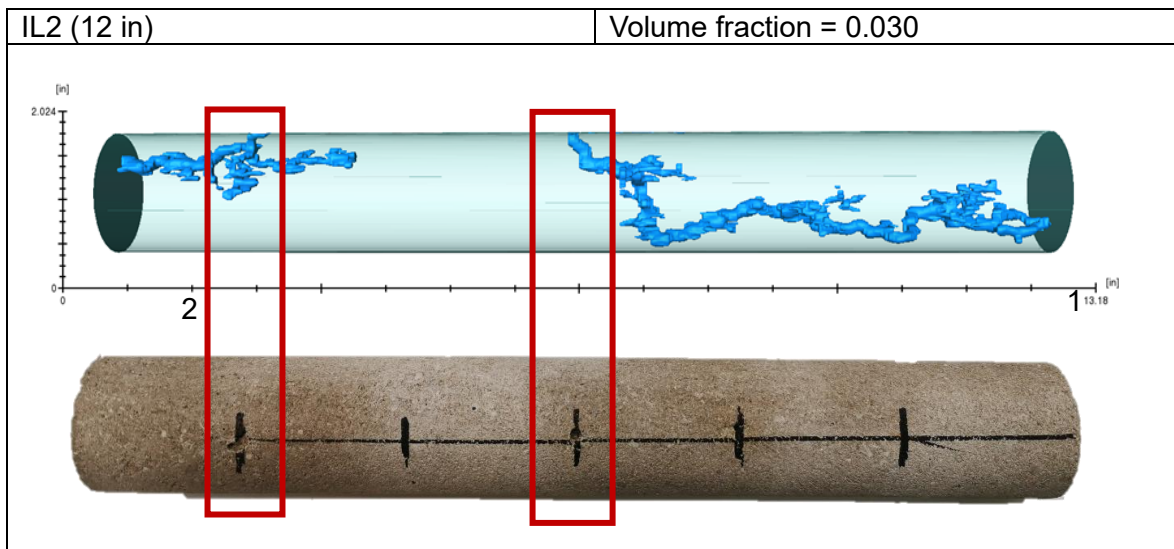 IL2 (12 in)
Volume fraction = 0.030
[in]
2.024
0
0
2
1
[in]
13.18